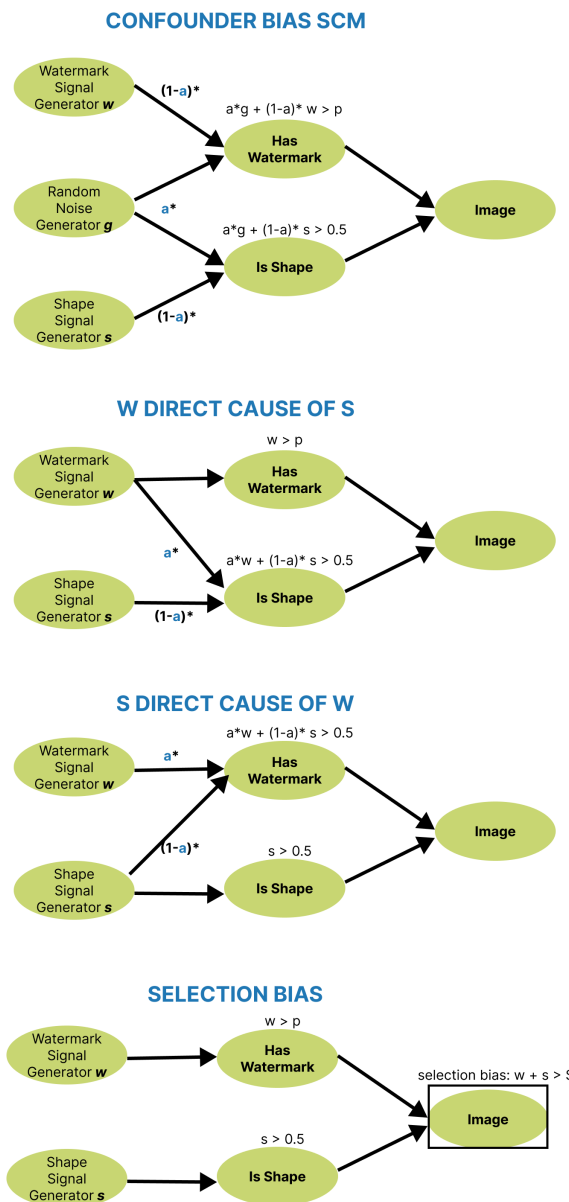 CONFOUNDER BIAS SCM
Watermark
Signal
Generator w
(1-a)*
a*g + (1-a)* w > p
Has
Watermark
Random
Noise
Generator g
a*
Image
a*g + (1-a)* s > 0.5
Is Shape
Shape
Signal
Generator s
(1-a)*
W DIRECT CAUSE OF S
w > p
Watermark
Signal
Generator w
Has
Watermark
Image
a*
a*w + (1-a)* s > 0.5
Is Shape
Shape
Signal
Generator s
(1-a)*
S DIRECT CAUSE OF W
a*w + (1-a)* s > 0.5
Watermark
Signal
Generator w
a*
Has
Watermark
Image
(1-a)*
s > 0.5
Shape
Signal
Generator s
Is Shape
SELECTION BIAS
w > p
Watermark
Signal
Generator w
Has
Watermark
selection bias: w + s >
Image
s > 0.5
Shape
Signal
Generator s
Is Shape